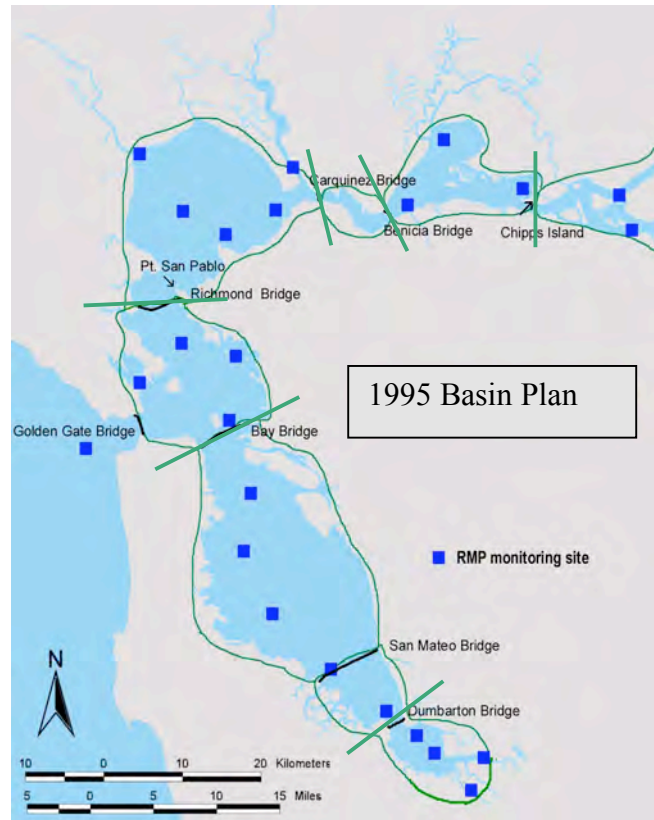 Carquinez Bridge
Benicia Bridge
Chipps Island
Pt. San Pablo
Richmond Bridge
1995 Basin Plan
Golden Gate Bridge
Bay Bridge
RMP monitoring site
San Mateo Bridge
N
Dumbarton Bridge
10 0 10 20 Kilometers
5 0 5 10 15 Miles